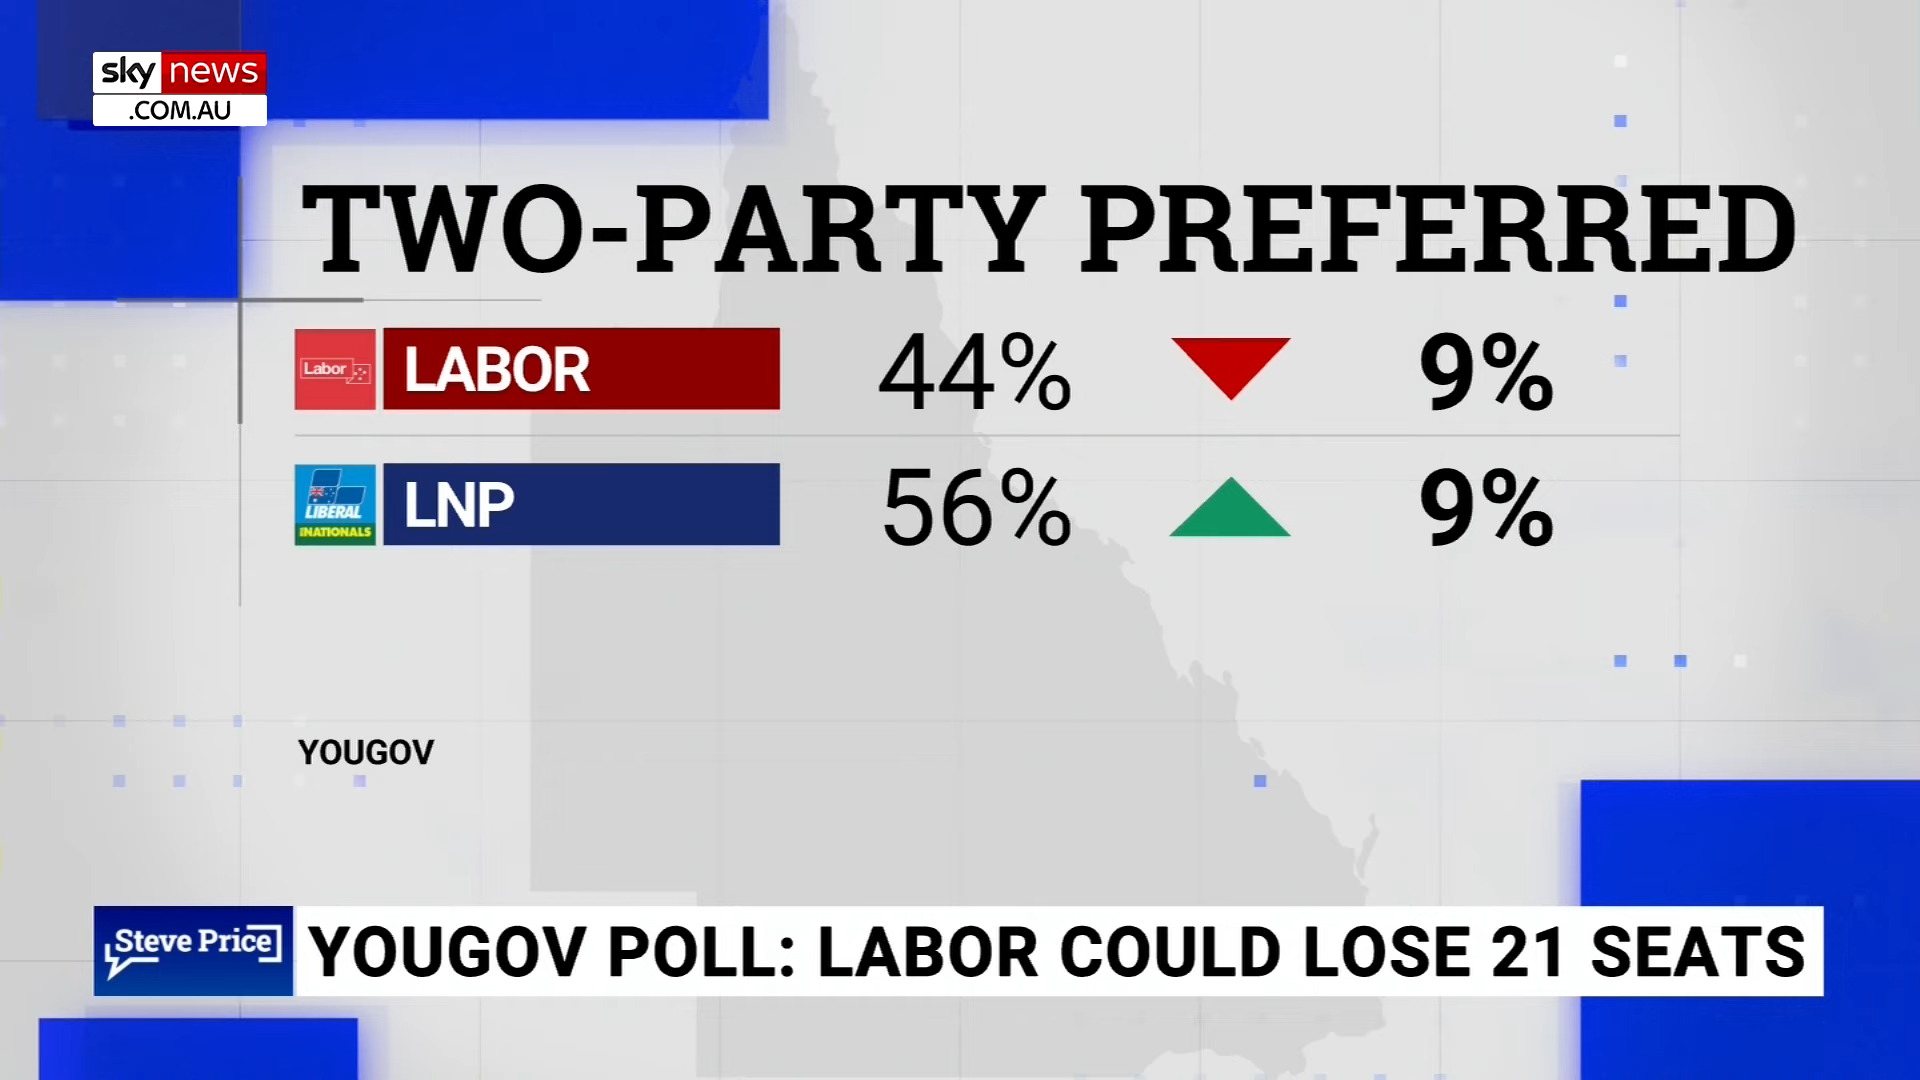 sky news
.COM.AU
TWO-PARTY PREFERRED
Labor LABOR 44% 9%
LIBERAL
NATIONALS
LNP 56% 9%
YOUGOV
Steve Price
YOUGOV POLL: LABOR COULD LOSE 21 SEATS